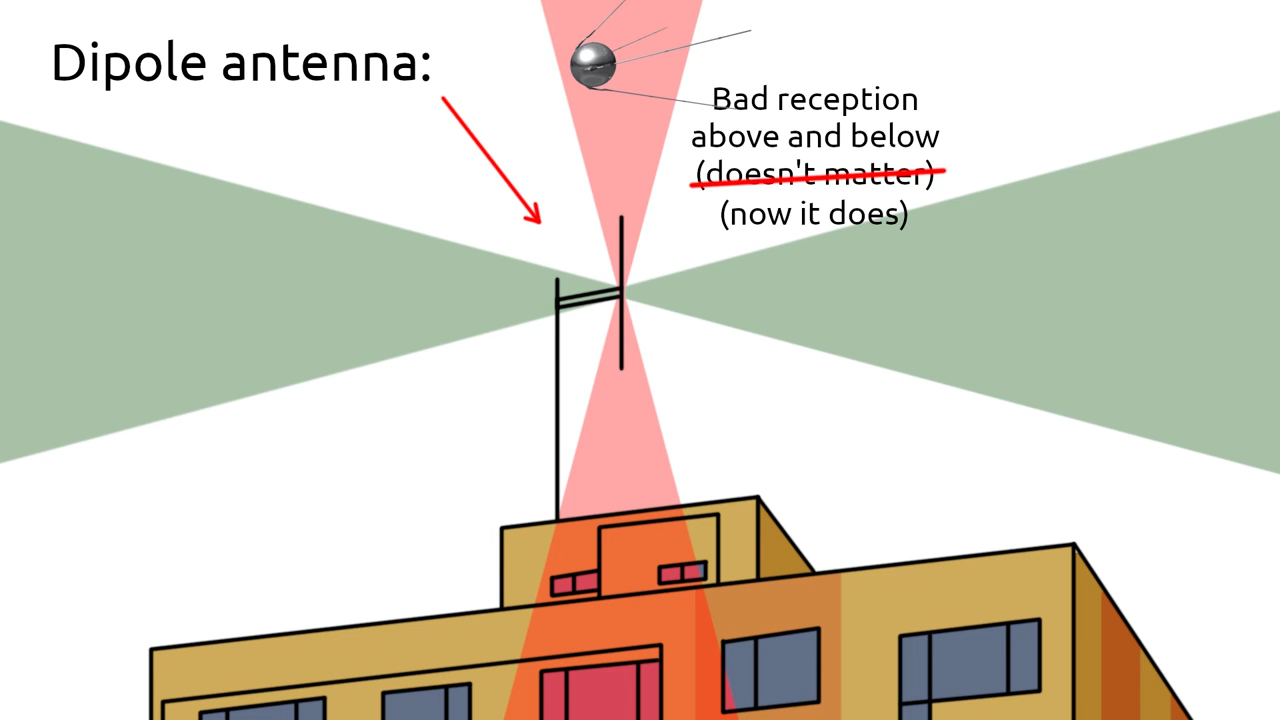 Dipole antenna:
Bad reception
above and below
(doesn't matter)
(now it does)